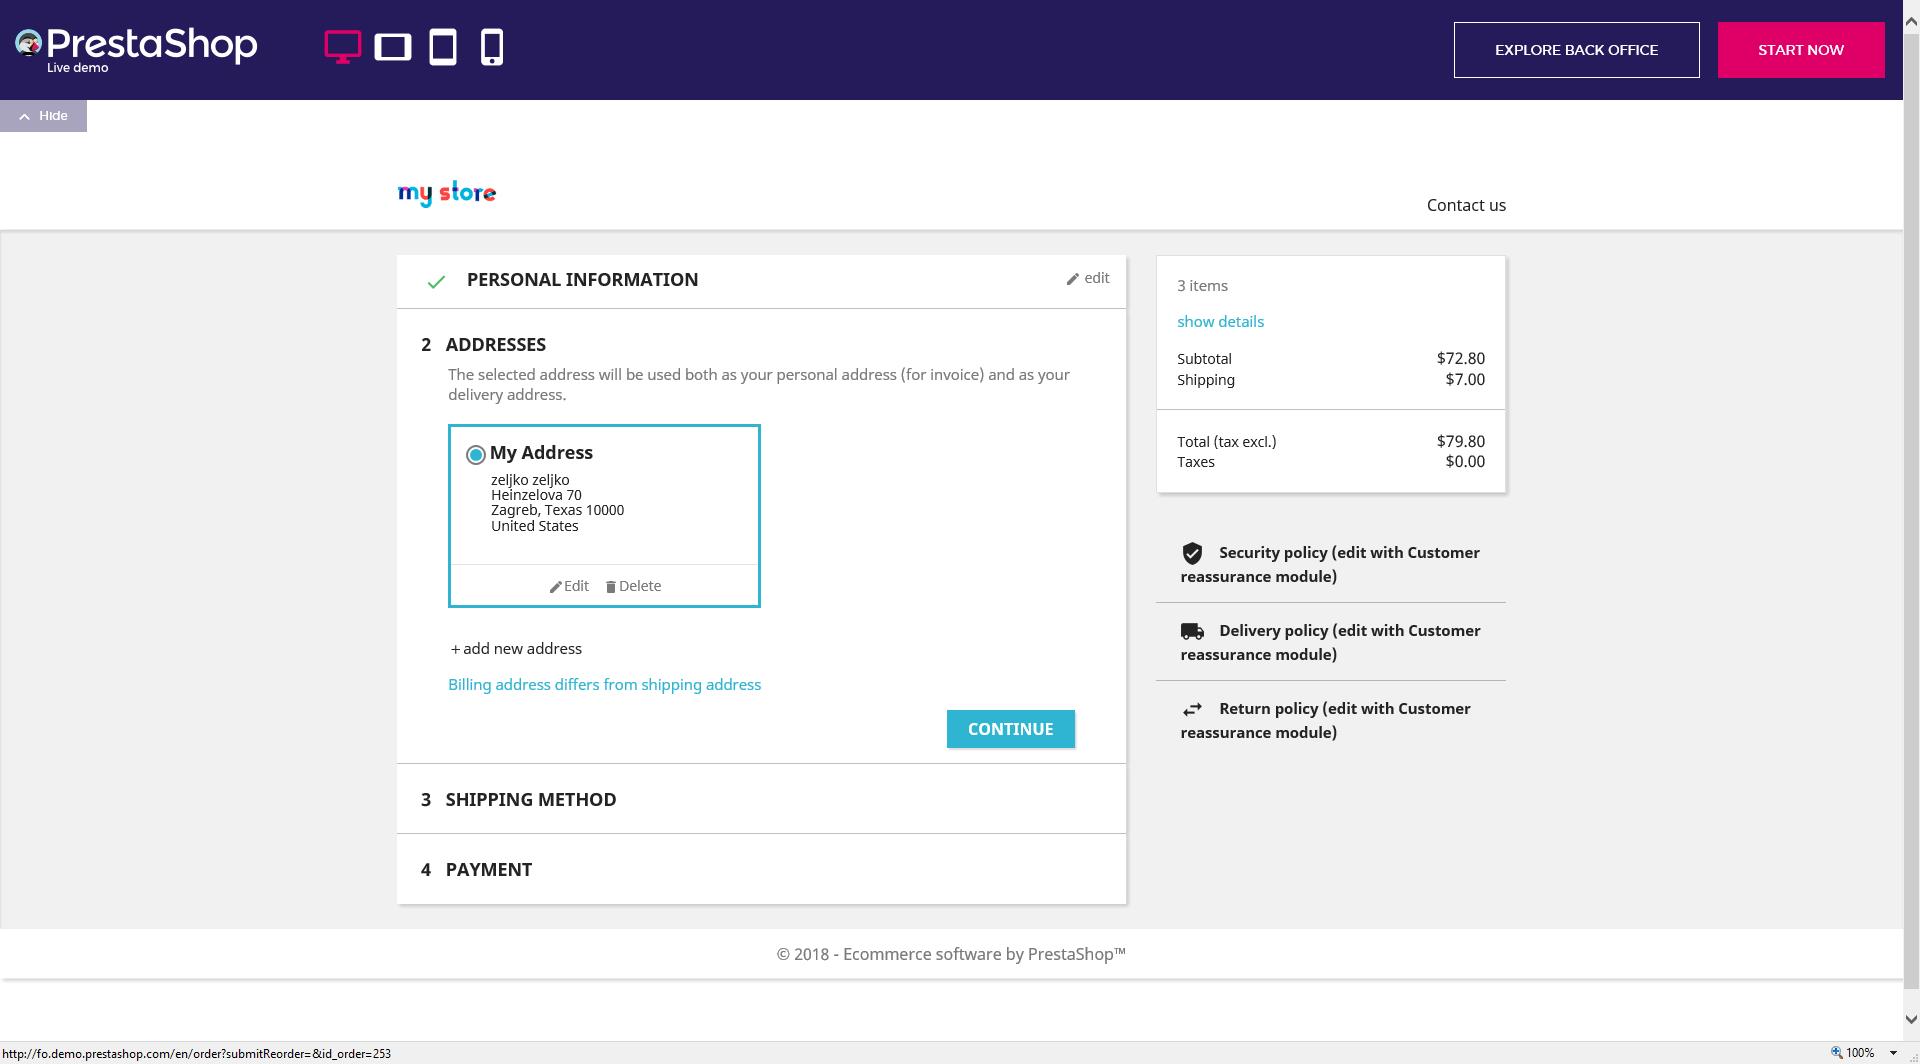 PrestaShop
Live demo
EXPLORE BACK OFFICE
START NOW
Hide
my store
Contact us
PERSONAL INFORMATION
edit
2 ADDRESSES
The selected address will be used both as your personal address (for invoice) and as your
delivery address.
My Address
zeljko zeljko
Heinzelova 70
Zagreb, Texas 10000
United States
Edit
Delete
+ add new address
Billing address differs from shipping address
CONTINUE
3 SHIPPING METHOD
4 PAYMENT
3 items
show details
Subtotal $72.80
Shipping $7.00
Total (tax excl.) $79.80
Taxes $0.00
Security policy (edit with Customer
reassurance module)
Delivery policy (edit with Customer
reassurance module)
Return policy (edit with Customer
reassurance module)
© 2018 - Ecommerce software by PrestaShop™
http://fo.demo.prestashop.com/en/order?submitReorder=&id_order=253
100%